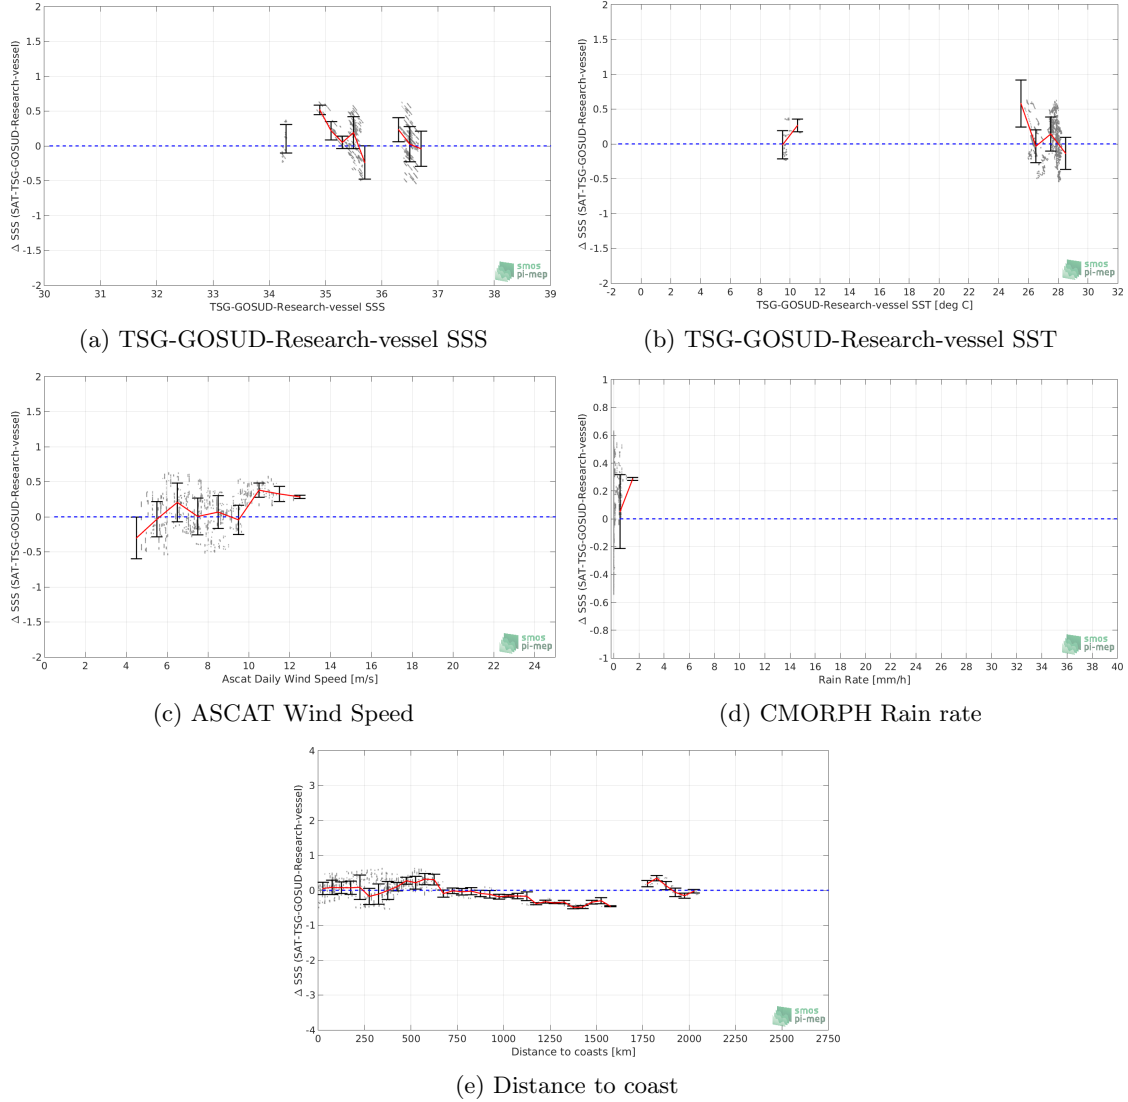 2
1.5
1
0.5
0
-0.5
-1
-1.5
-2
Δ SSS (SAT-TSG-GOSUD-Research-vessel)
30 31 32 33 34 35 36 37 38 39
TSG-GOSUD-Research-vessel SSS
smos
pi-mep
(a) TSG-GOSUD-Research-vessel SSS
2
1.5
1
0.5
0
-0.5
-1
-1.5
-2
Δ SSS (SAT-TSG-GOSUD-Research-vessel)
-2 0 2 4 6 8 10 12 14 16 18 20 22 24 26 28 30 32
TSG-GOSUD-Research-vessel SST [deg C]
smos
pi-mep
(b) TSG-GOSUD-Research-vessel SST
2
1.5
1
0.5
0
-0.5
-1
-1.5
-2
Δ SSS (SAT-TSG-GOSUD-Research-vessel)
0 2 4 6 8 10 12 14 16 18 20 22 24
Ascat Daily Wind Speed [m/s]
smos
pi-mep
(c) ASCAT Wind Speed
1
0.8
0.6
0.4
0.2
0
-0.2
-0.4
-0.6
-0.8
-1
Δ SSS (SAT-TSG-GOSUD-Research-vessel)
0 2 4 6 8 10 12 14 16 18 20 22 24 26 28 30 32 34 36 38 40
Rain Rate [mm/h]
smos
pi-mep
(d) CMORPH Rain rate
4
3
2
1
0
-1
-2
-3
-4
Δ SSS (SAT-TSG-GOSUD-Research-vessel)
0 250 500 750 1000 1250 1500 1750 2000 2250 2500 2750
Distance to coasts [km]
smos
pi-mep
(e) Distance to coast